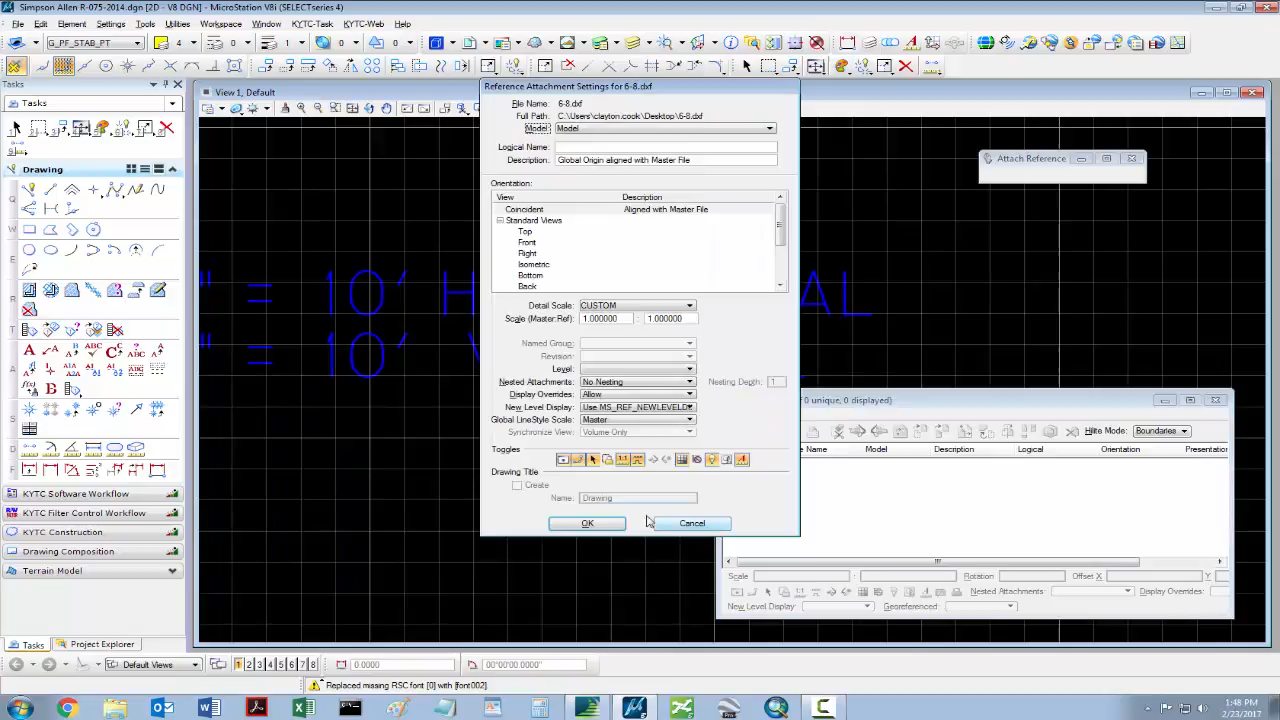 Simpson Allen R-075-2014.dgn [2D - V8 DGN] - MicroStation V8i (SELECTseries 4)
File Edit Element Settings Tools Utilities Workspace Window KYTC-Task KYTC-Web Help
G_PF_STAB_PT 4 0 0 0 0
Tasks
View 1, Default
Tasks
Drawing
Q
W
E
R
T
A
S
D
F
KYTC Software Workflow
KYTC Filter Control Workflow
KYTC Construction
Drawing Composition
Terrain Model
Tasks Project Explorer
" = 10' H AL
" = 10' V
Reference Attachment Settings for 6-8.dxf
File Name: 6-8.dxf
Full Path: C:\Users\clayton.cook\Desktop\6-8.dxf
Model: Model
Logical Name:
Description: Global Origin aligned with Master File
Orientation:
View Description
Coincident Aligned with Master File
Standard Views
Top
Front
Right
Isometric
Bottom
Back
Detail Scale: CUSTOM
Scale (Master:Ref): 1.000000 : 1.000000
Named Group:
Revision:
Level:
Nested Attachments: No Nesting Nesting Depth: 1
Display Overrides: Allow
New Level Display: Use MS_REF_NEWLEVELD
Global LineStyle Scale: Master
Synchronize View: Volume Only
Toggles
Drawing Title
Create
Name: Drawing
OK Cancel
Attach Reference
f 0 unique, 0 displayed)
Hilite Mode: Boundaries
Name Model Description Logical Orientation Presentation
Scale : Rotation Offset X Y
Nested Attachments: Display Overrides:
New Level Display: Georeferenced:
Default Views 1 2 3 4 5 6 7 8 0.0000 00°00'00.0000"
Replaced missing RSC font [0] with [font002]
1:48 PM
2/23/2017